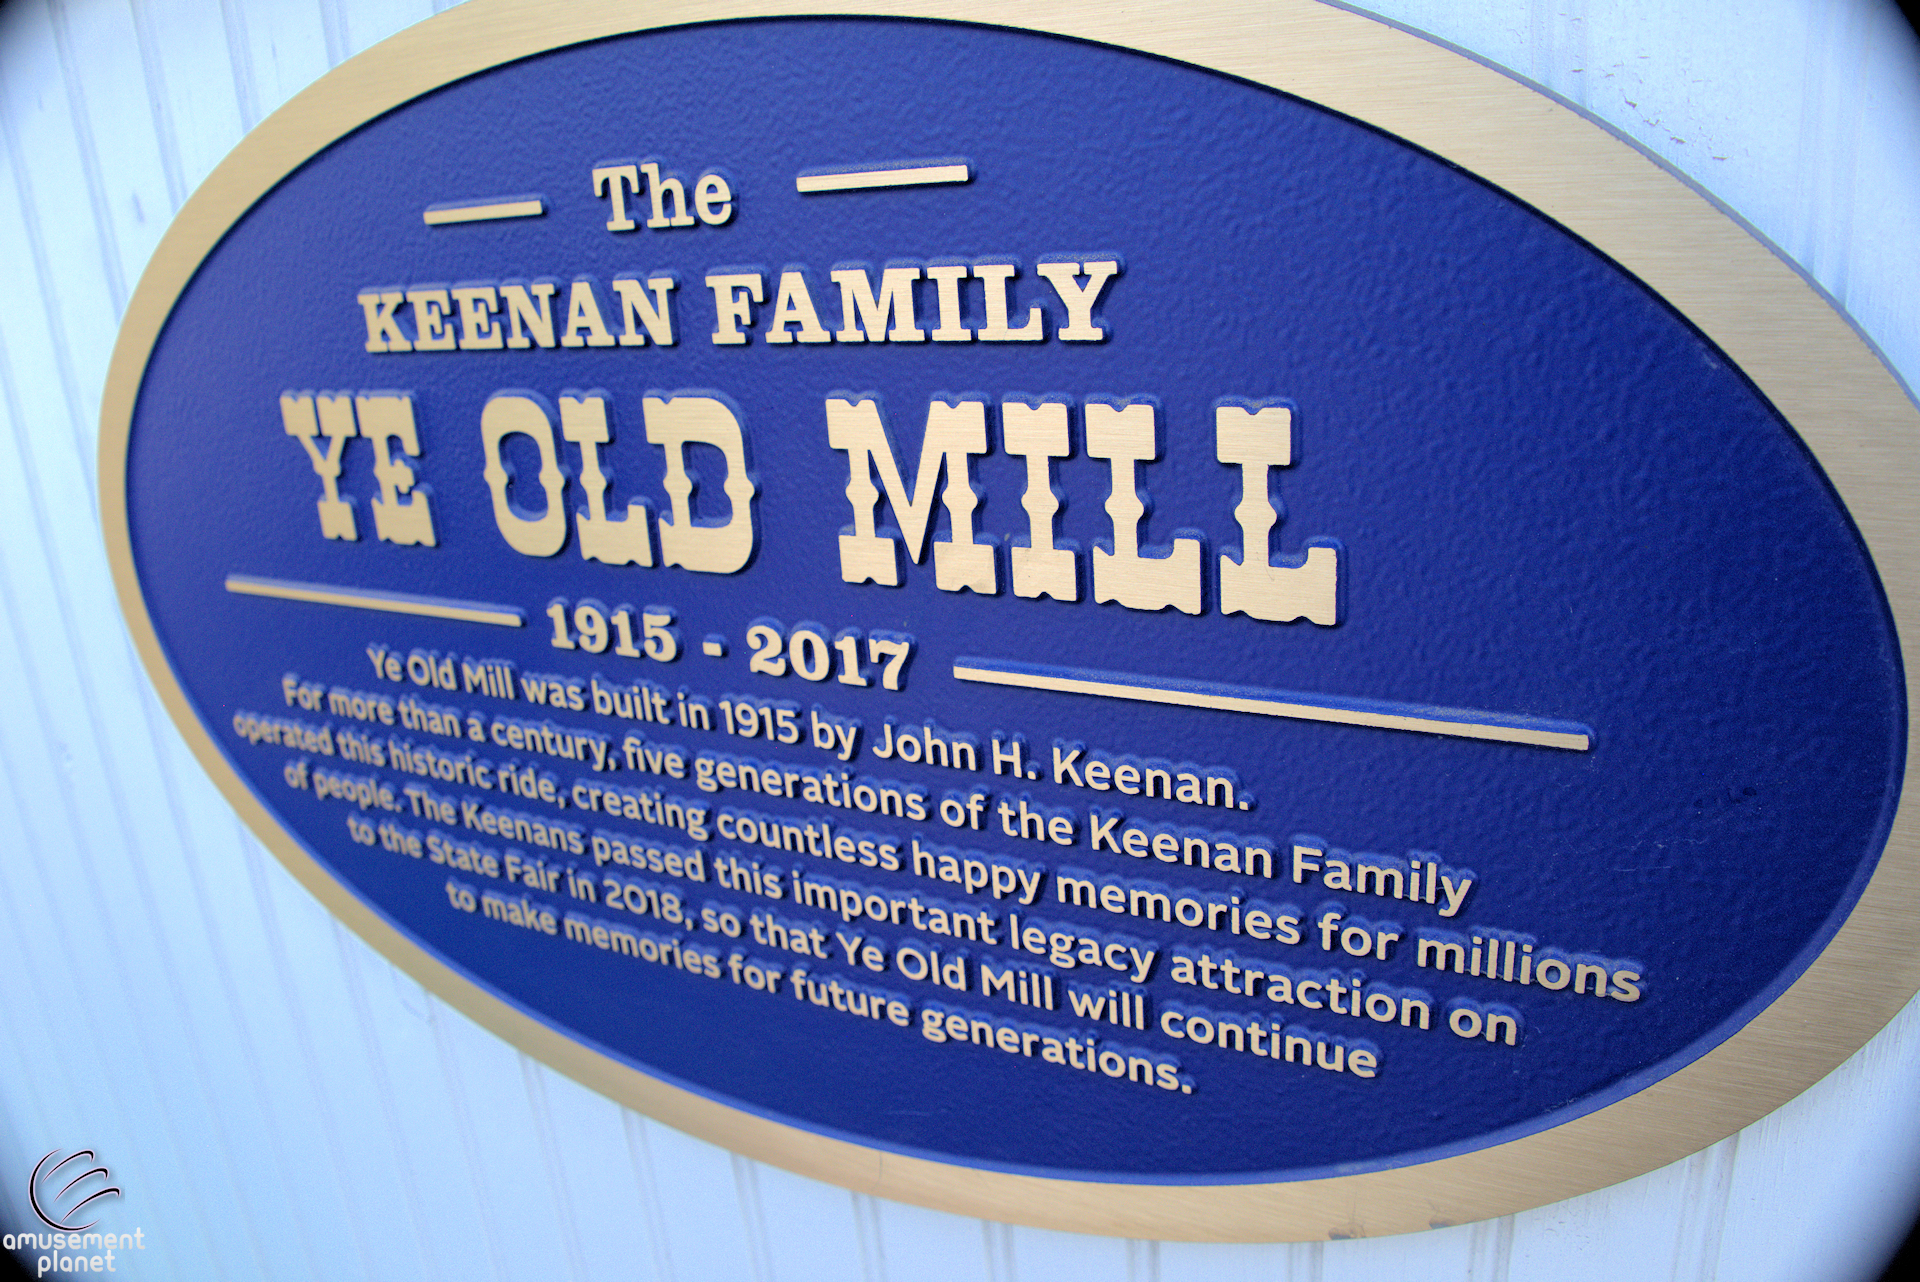 The
KEENAN FAMILY
YE OLD MILL
1915 - 2017
Ye Old Mill was built in 1915 by John H. Keenan.
For more than a century, five generations of the Keenan Family
operated this historic ride, creating countless happy memories for millions
of people. The Keenans passed this important legacy attraction on
to the State Fair in 2018, so that Ye Old Mill will continue
to make memories for future generations.
amusement
planet